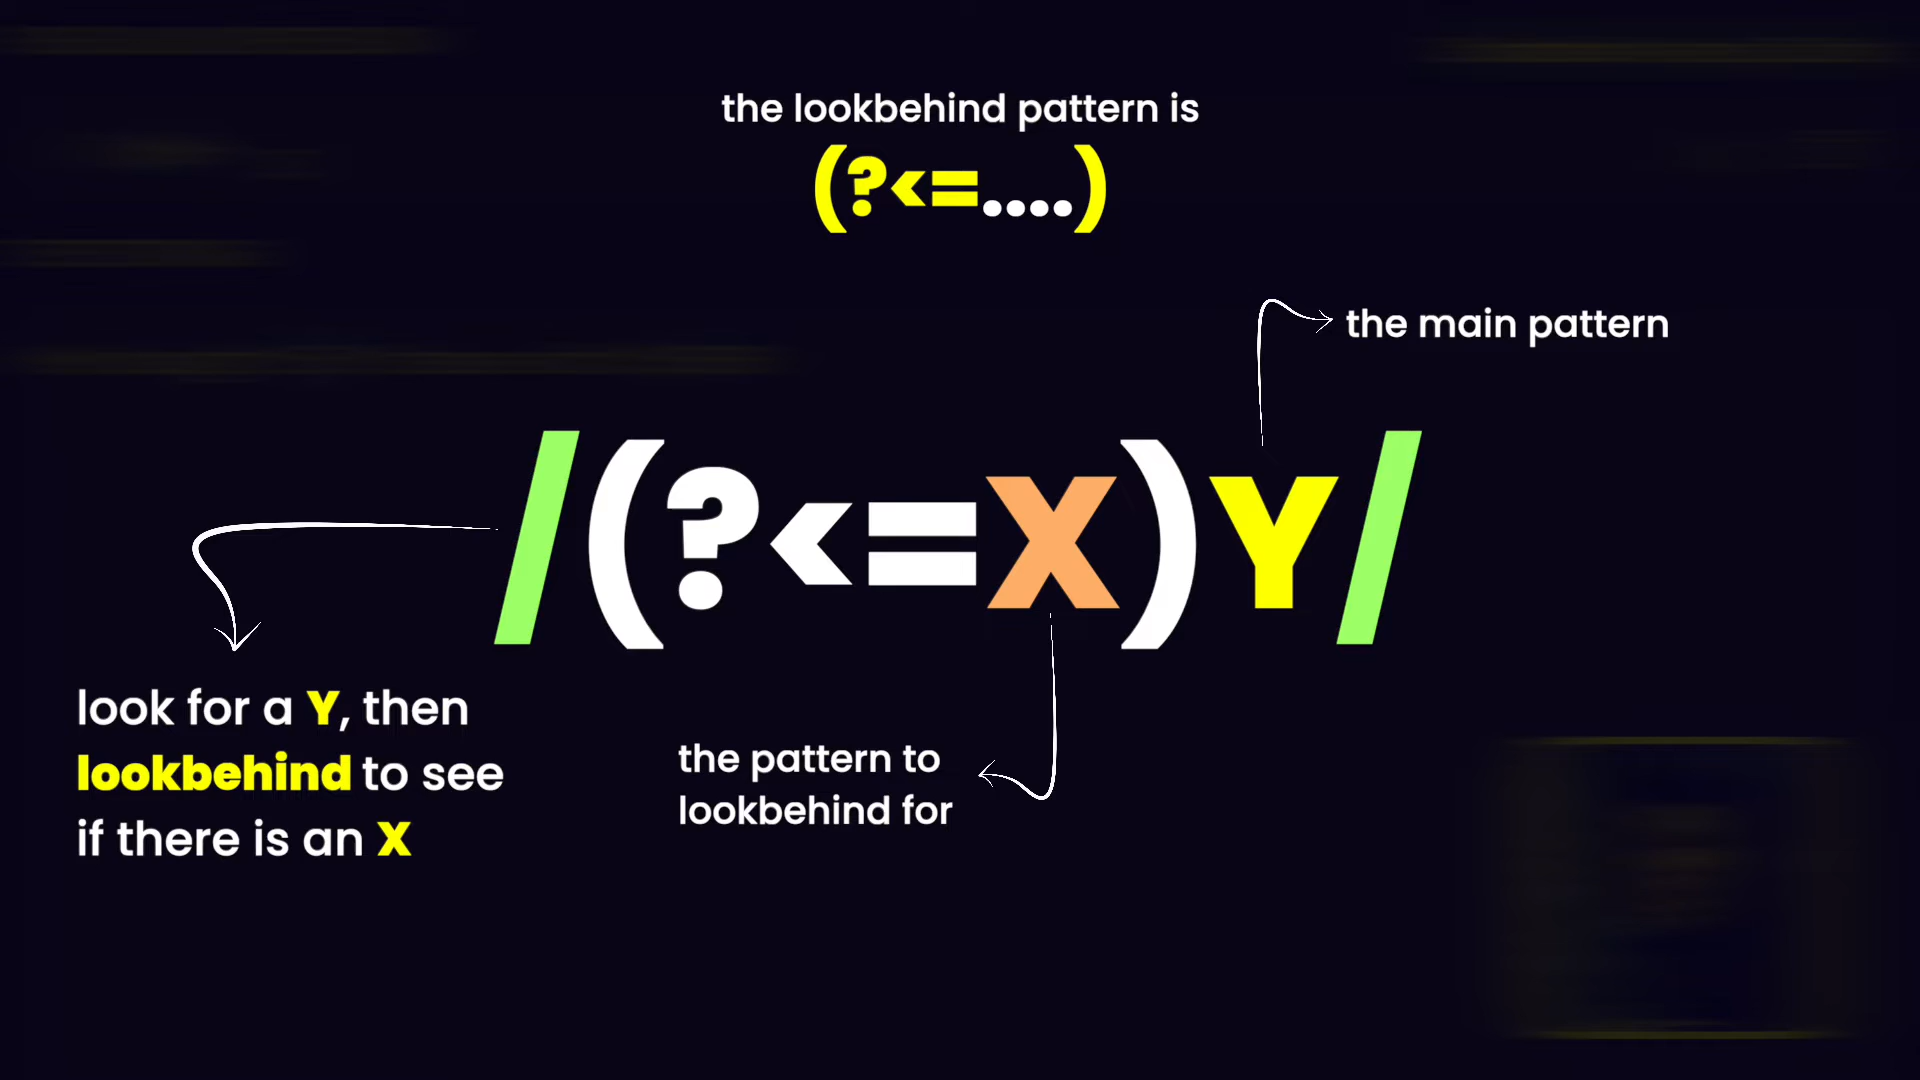 the lookbehind pattern is
(?<=....)
the main pattern
/(?<=X)Y/
look for a Y, then
lookbehind to see
if there is an X
the pattern to
lookbehind for